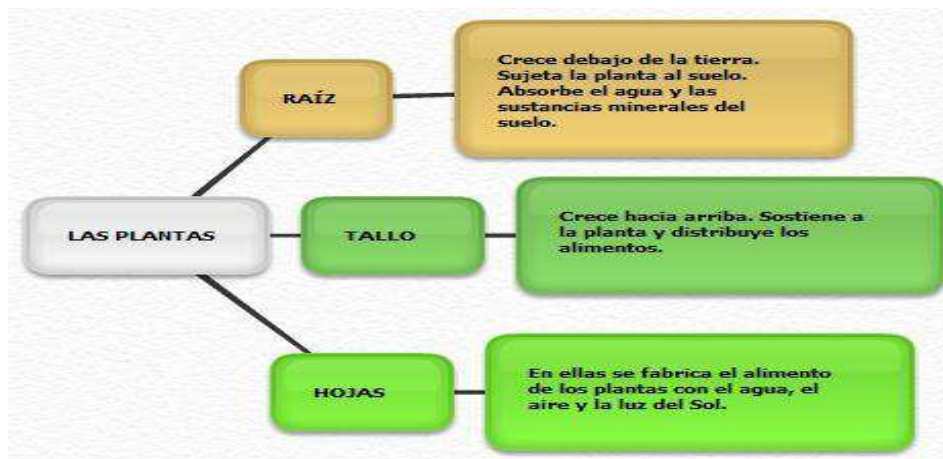 RAÍZ
Crece debajo de la tierra.
Sujeta la planta al suelo.
Absorbe el agua y las
sustancias minerales del
suelo.
LAS PLANTAS
TALLO
Crece hacia arriba. Sostiene a
la planta y distribuye los
alimentos.
HOJAS
En ellas se fabrica el alimento
de los plantas con el agua, el
aire y la luz del Sol.